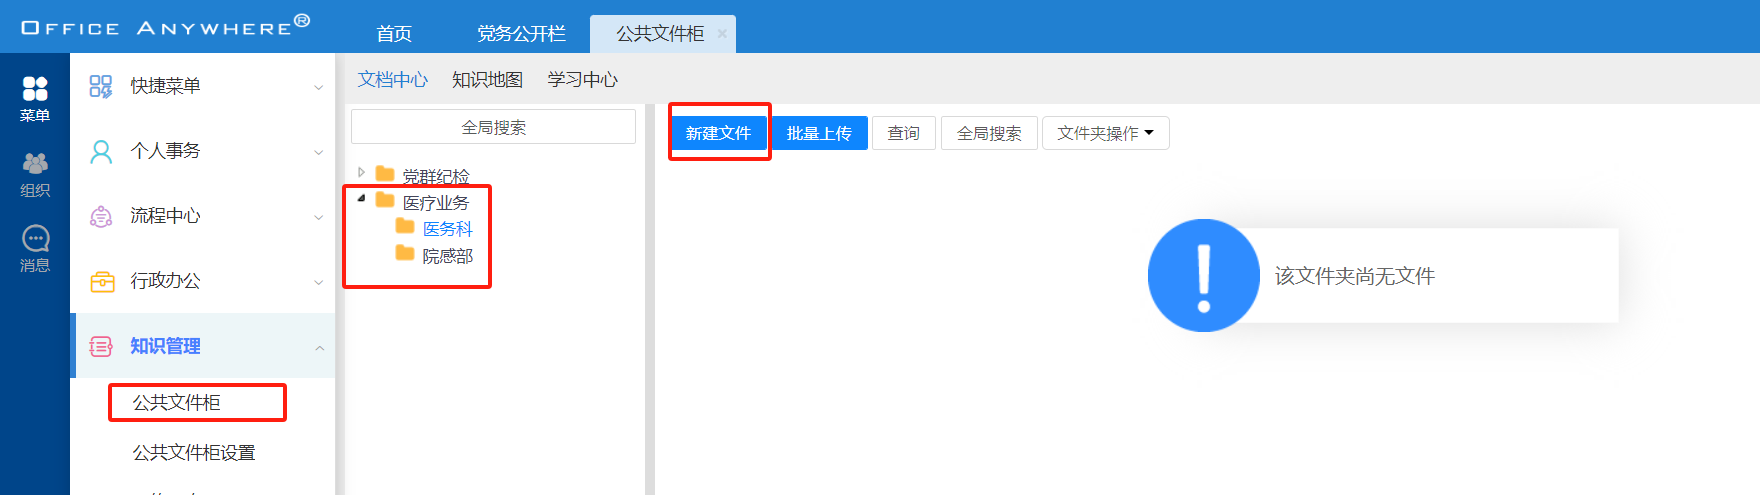 OFFICE ANYWHERE®
首页 党务公开栏 公共文件柜 ×
菜单
组织
消息
快捷菜单
个人事务
流程中心
行政办公
知识管理
公共文件柜
公共文件柜设置
文档中心 知识地图 学习中心
全局搜索
党群纪检
医疗业务
医务科
院感部
新建文件 批量上传 查询 全局搜索 文件夹操作
该文件夹尚无文件